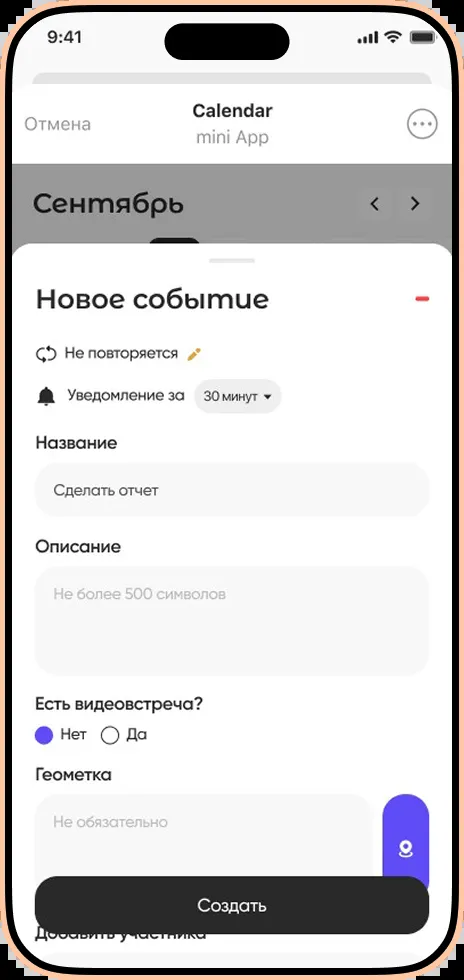 9:41
Отмена
Calendar
mini App
Сентябрь
Новое событие
Не повторяется
Уведомление за 30 минут
Название
Сделать отчет
Описание
Не более 500 символов
Есть видеовстреча?
Нет Да
Геометка
Не обязательно
Создать
Добавить участника